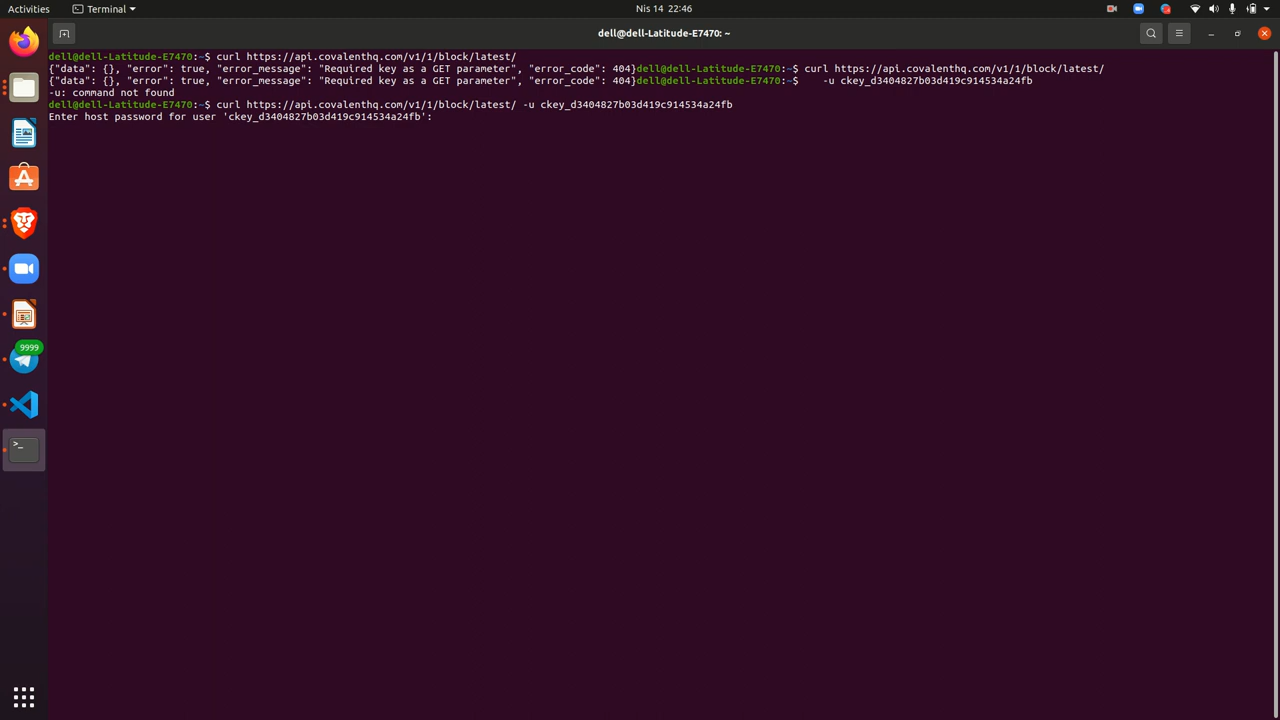 Activities
Terminal
Nis 14 22:46
dell@dell-Latitude-E7470: ~
dell@dell-Latitude-E7470:~$ curl https://api.covalenthq.com/v1/1/block/latest/
{"data": {}, "error": true, "error_message": "Required key as a GET parameter", "error_code": 404}dell@dell-Latitude-E7470:~$ curl https://api.covalenthq.com/v1/1/block/latest/
{"data": {}, "error": true, "error_message": "Required key as a GET parameter", "error_code": 404}dell@dell-Latitude-E7470:~$    -u ckey_d3404827b03d419c914534a24fb
-u: command not found
dell@dell-Latitude-E7470:~$ curl https://api.covalenthq.com/v1/1/block/latest/ -u ckey_d3404827b03d419c914534a24fb
Enter host password for user 'ckey_d3404827b03d419c914534a24fb':
9999
>_